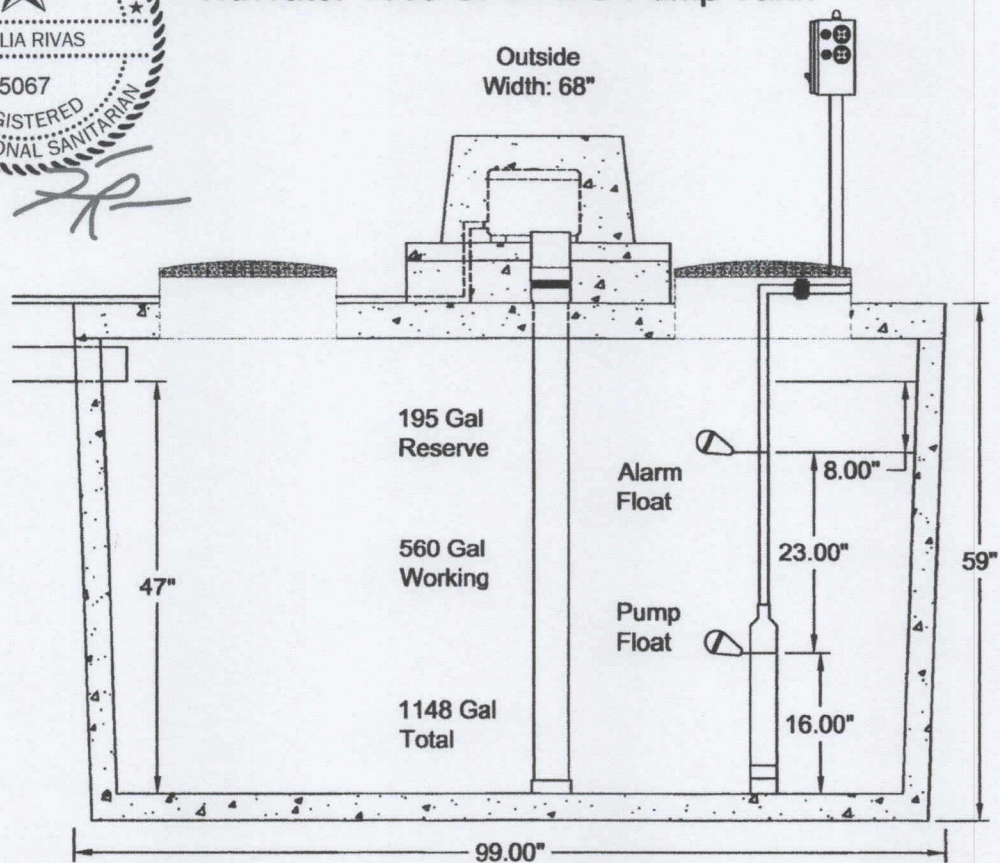 LIA RIVAS
5067
GISTERED
ONAL SANITARIAN
Outside
Width: 68"
195 Gal
Reserve
Alarm
Float
8.00"
560 Gal
Working
23.00"
47"
59"
Pump
Float
1148 Gal
Total
16.00"
99.00"